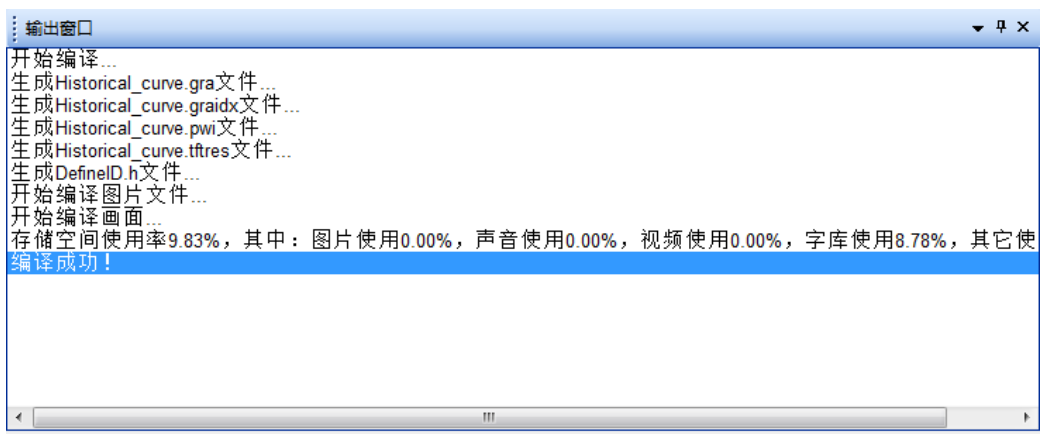 输出窗口
开始编译...
生成Historical_curve.gra文件...
生成Historical_curve.graidx文件...
生成Historical_curve.pwi文件...
生成Historical_curve.tftres文件...
生成DefineID.h文件...
开始编译图片文件...
开始编译画面...
存储空间使用率9.83%，其中：图片使用0.00%，声音使用0.00%，视频使用0.00%，字库使用8.78%，其它使
编译成功！